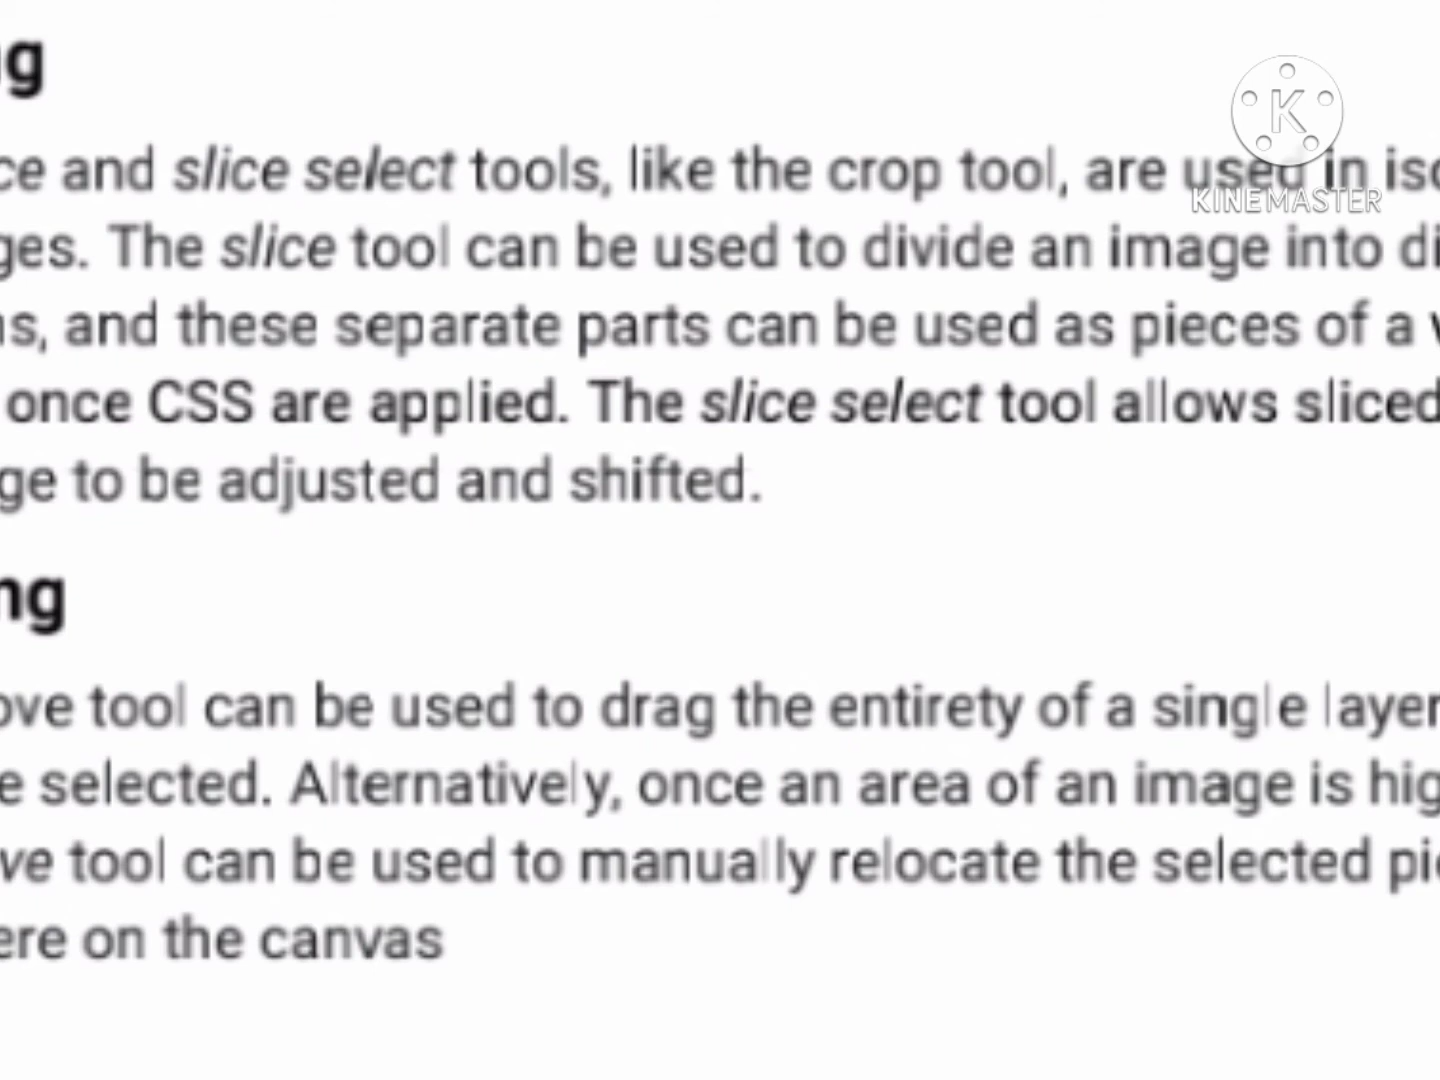 ng
ce and slice select tools, like the crop tool, are used in iso
ges. The slice tool can be used to divide an image into di
ns, and these separate parts can be used as pieces of a w
once CSS are applied. The slice select tool allows sliced
ge to be adjusted and shifted.
ng
ove tool can be used to drag the entirety of a single layer
e selected. Alternatively, once an area of an image is hig
ve tool can be used to manually relocate the selected pie
ere on the canvas
K
KINEMASTER